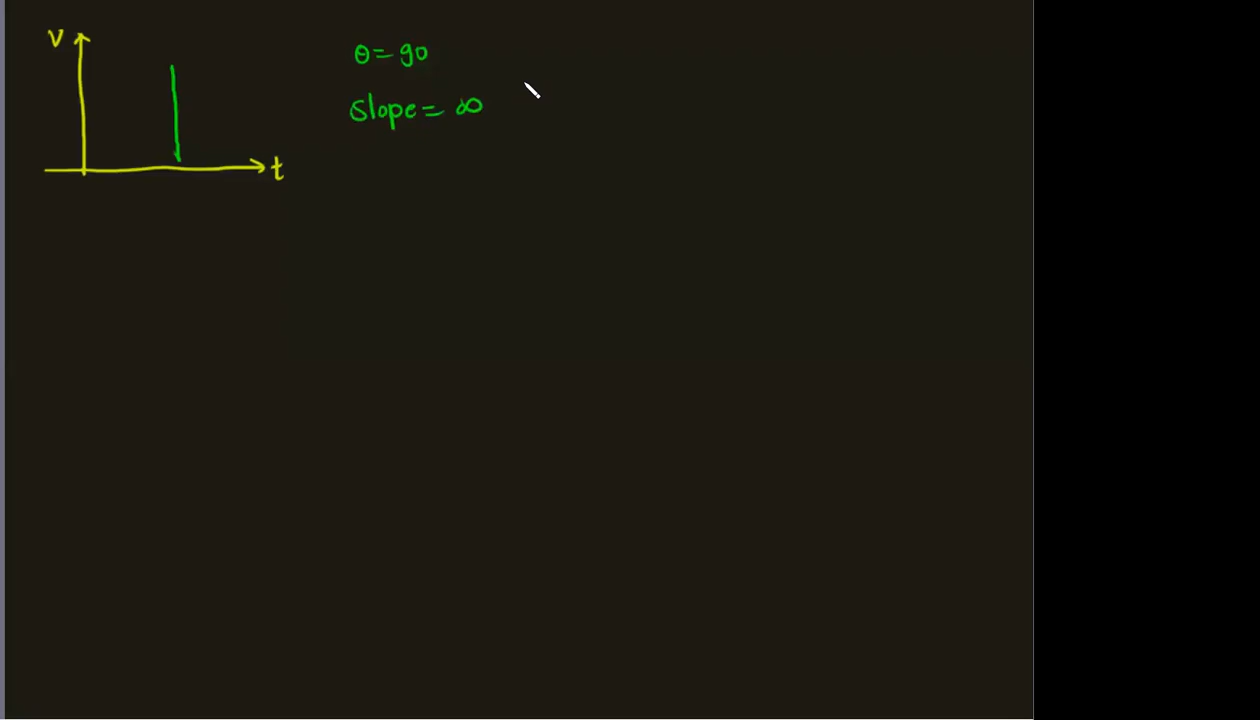 v
θ = 90
Slope = ∞
t